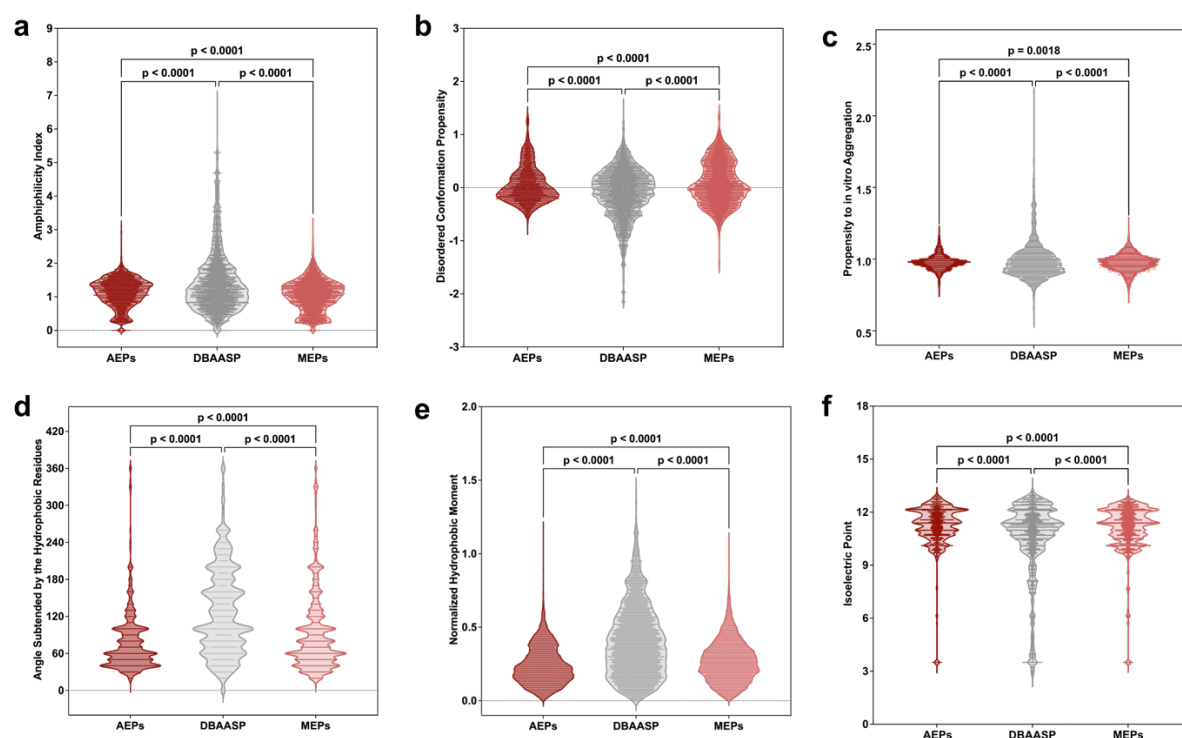 a
9
8
7
6
5
4
3
2
1
0
Amphiphilicity Index
p < 0.0001
p < 0.0001 p < 0.0001
AEPs DBAASP MEPs
b
3
2
1
0
-1
-2
-3
Disordered Conformation Propensity
p < 0.0001
p < 0.0001 p < 0.0001
AEPs DBAASP MEPs
c
2.5
2.0
1.5
1.0
0.5
Propensity to in vitro Aggregation
p = 0.0018
p < 0.0001 p < 0.0001
AEPs DBAASP MEPs
d
420
360
300
240
180
120
60
0
Angle Subtended by the Hydrophobic Residues
p < 0.0001
p < 0.0001 p < 0.0001
AEPs DBAASP MEPs
e
2.0
1.5
1.0
0.5
0.0
Normalized Hydrophobic Moment
p < 0.0001
p < 0.0001 p < 0.0001
AEPs DBAASP MEPs
f
18
15
12
9
6
3
0
Isoelectric Point
p < 0.0001
p < 0.0001 p < 0.0001
AEPs DBAASP MEPs